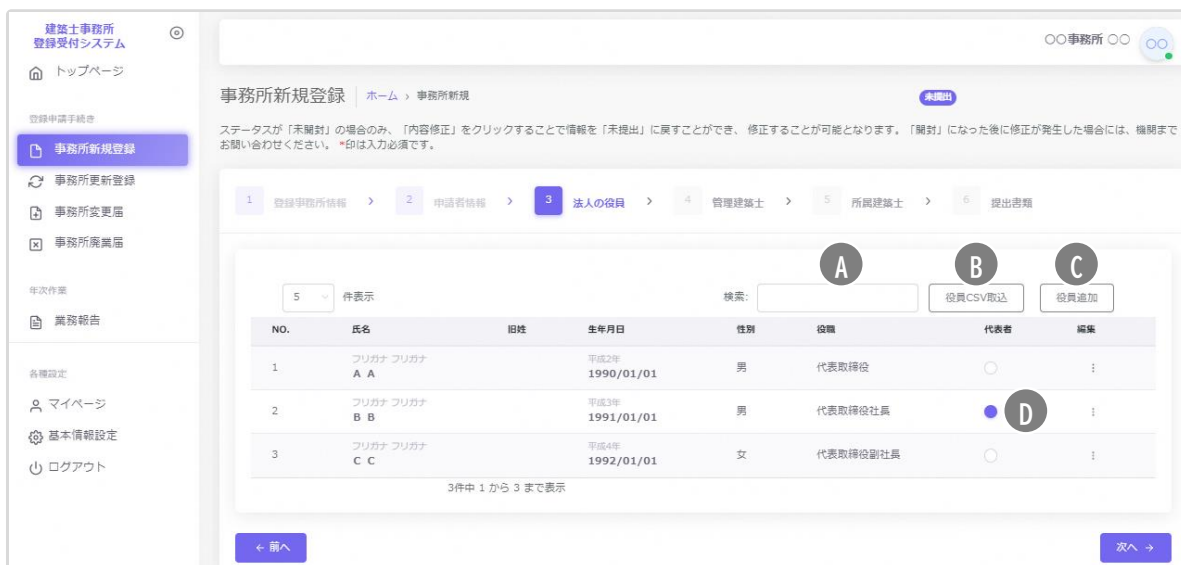 建築士事務所
登録受付システム
トップページ
登録申請手続き
事務所新規登録
事務所更新登録
事務所変更届
事務所廃業届
年次作業
業務報告
各種設定
マイページ
基本情報設定
ログアウト
〇〇事務所 〇〇
〇〇
事務所新規登録 ホーム › 事務所新規 未提出
ステータスが「未開封」の場合のみ、「内容修正」をクリックすることで情報を「未提出」に戻すことができ、 修正することが可能となります。 「開封」になった後に修正が発生した場合には、機関まで
お問い合わせください。 *印は入力必須です。
1 登録事務所情報 › 2 申請者情報 › 3 法人の役員 › 4 管理建築士 › 5 所属建築士 › 6 提出書類
A B C
5 件表示 検索: 役員CSV取込 役員追加
NO. 氏名 旧姓 生年月日 性別 役職 代表者 編集
フリガナ フリガナ 平成2年
1 A A 1990/01/01 男 代表取締役
フリガナ フリガナ 平成3年
2 B B 1991/01/01 男 代表取締役社長 D
フリガナ フリガナ 平成4年
3 C C 1992/01/01 女 代表取締役副社長
3件中 1 から 3 まで表示
← 前へ 次へ →